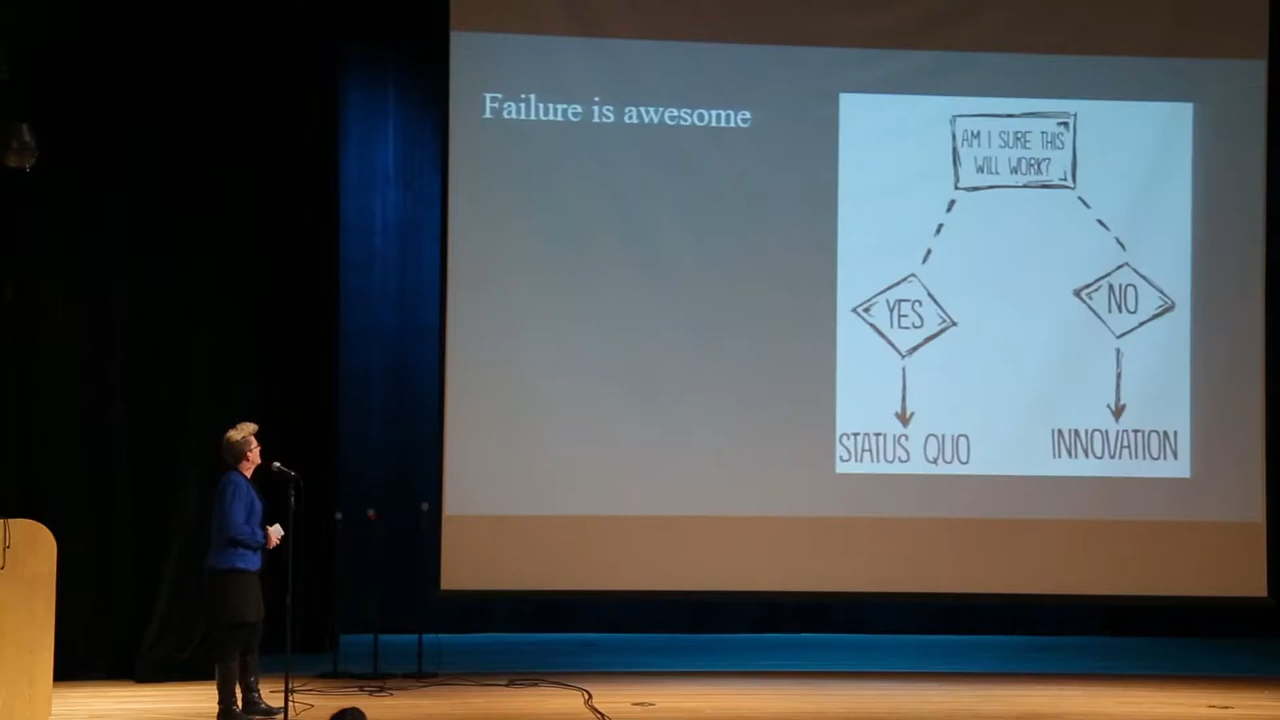 Failure is awesome
AM I SURE THIS
WILL WORK?
YES
NO
STATUS QUO
INNOVATION